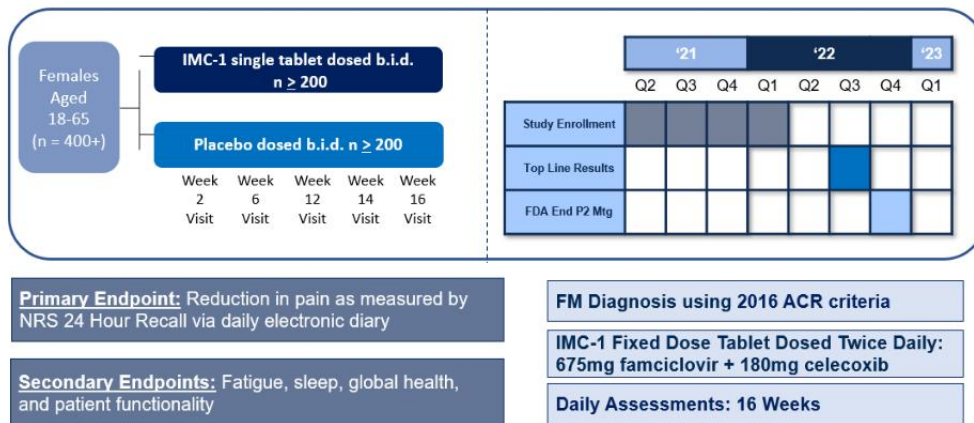 Females
Aged
18-65
(n = 400+)
IMC-1 single tablet dosed b.i.d.
n ≥ 200
Placebo dosed b.i.d. n ≥ 200
Week Week Week Week Week
2 6 12 14 16
Visit Visit Visit Visit Visit
'21 '22 '23
Q2 Q3 Q4 Q1 Q2 Q3 Q4 Q1
Study Enrollment
Top Line Results
FDA End P2 Mtg
Primary Endpoint: Reduction in pain as measured by
NRS 24 Hour Recall via daily electronic diary
Secondary Endpoints: Fatigue, sleep, global health,
and patient functionality
FM Diagnosis using 2016 ACR criteria
IMC-1 Fixed Dose Tablet Dosed Twice Daily:
675mg famciclovir + 180mg celecoxib
Daily Assessments: 16 Weeks